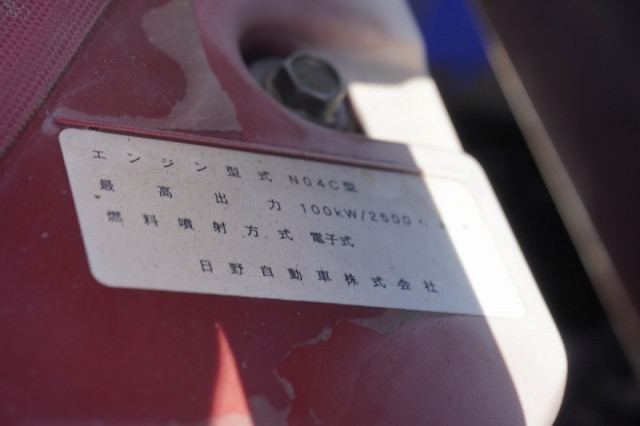 エンジン型式 N04C型
最高出力 100kW/2500
燃料噴射方式 電子式
日野自動車株式会社